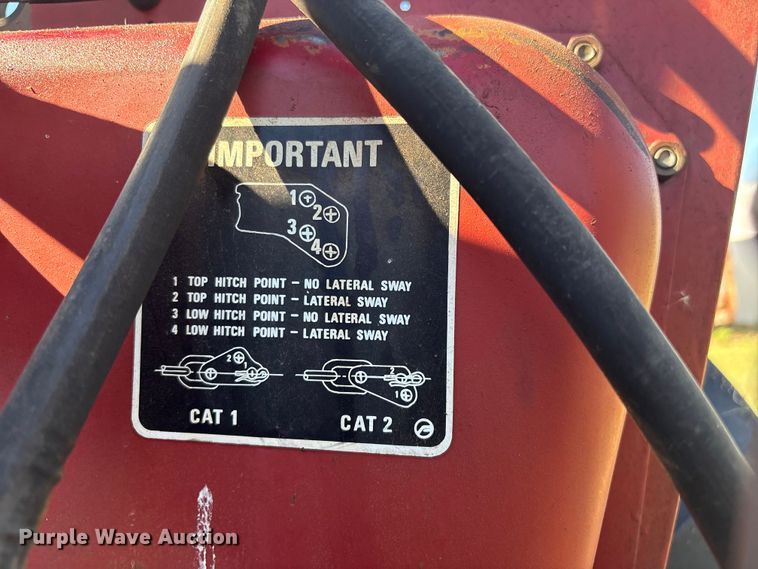 IMPORTANT
1
2
3
4
1 TOP HITCH POINT – NO LATERAL SWAY
2 TOP HITCH POINT – LATERAL SWAY
3 LOW HITCH POINT – NO LATERAL SWAY
4 LOW HITCH POINT – LATERAL SWAY
2 1 2 1
CAT 1 CAT 2
Purple Wave Auction